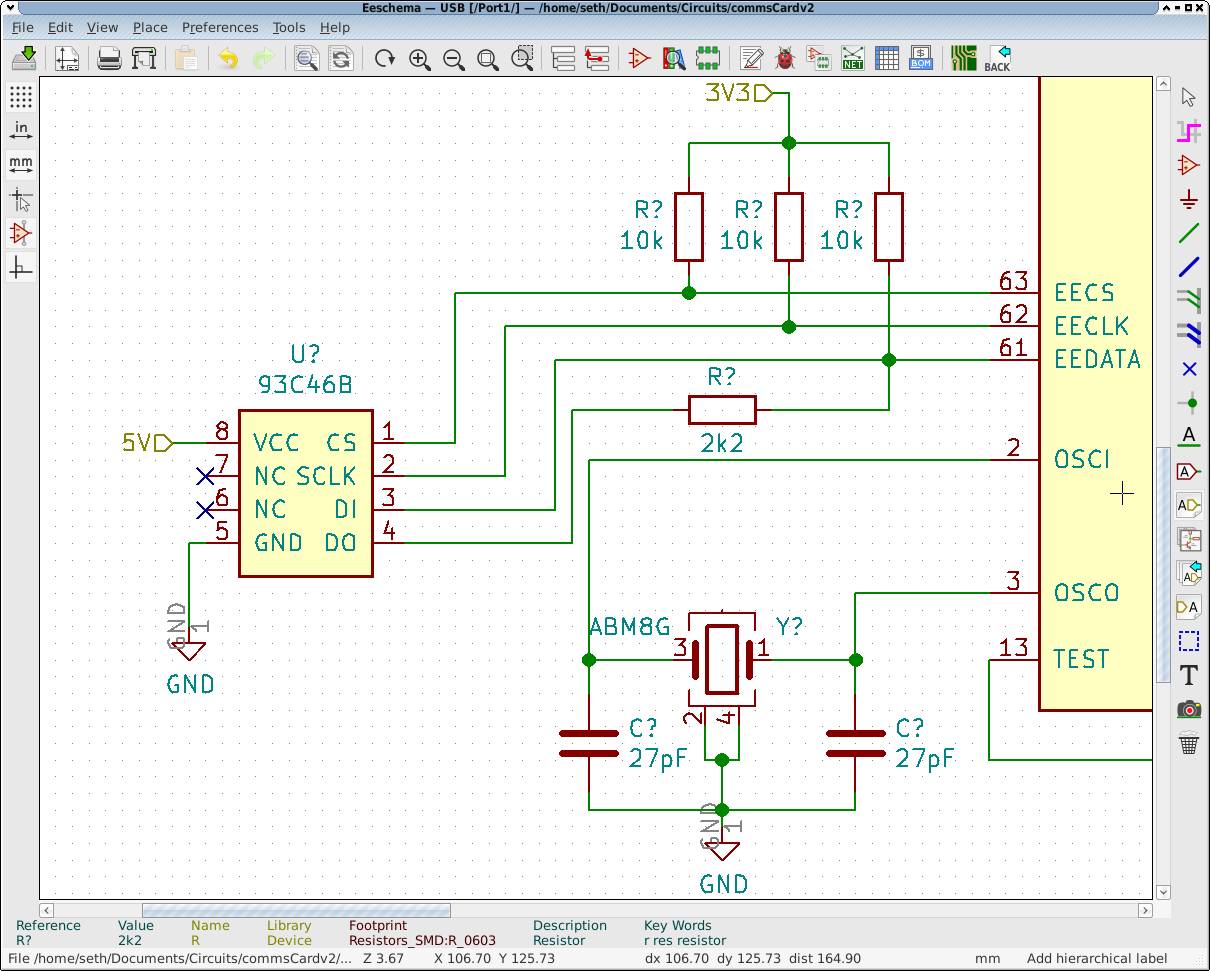 Eeschema — USB [/Port1/] — /home/seth/Documents/Circuits/commsCardv2
File Edit View Place Preferences Tools Help
NET
BOM
BACK
in
mm
3V3
R? R? R?
10k 10k 10k
63 EECS
62 EECLK
61 EEDATA
U?
93C46B
R?
2k2
5V 8 VCC CS 1
7 NC SCLK 2
6 NC DI 3
5 GND DO 4
2 OSCI
3 OSCO
13 TEST
GND 1
GND
ABM8G Y?
3 1
2 4
C?
27pF
C?
27pF
GND 1
GND
A
A
A
A
A
T
Reference Value Name Library Footprint Description Key Words
R? 2k2 R Device Resistors_SMD:R_0603 Resistor r res resistor
File /home/seth/Documents/Circuits/commsCardv2/... Z 3.67 X 106.70 Y 125.73 dx 106.70 dy 125.73 dist 164.90 mm Add hierarchical label